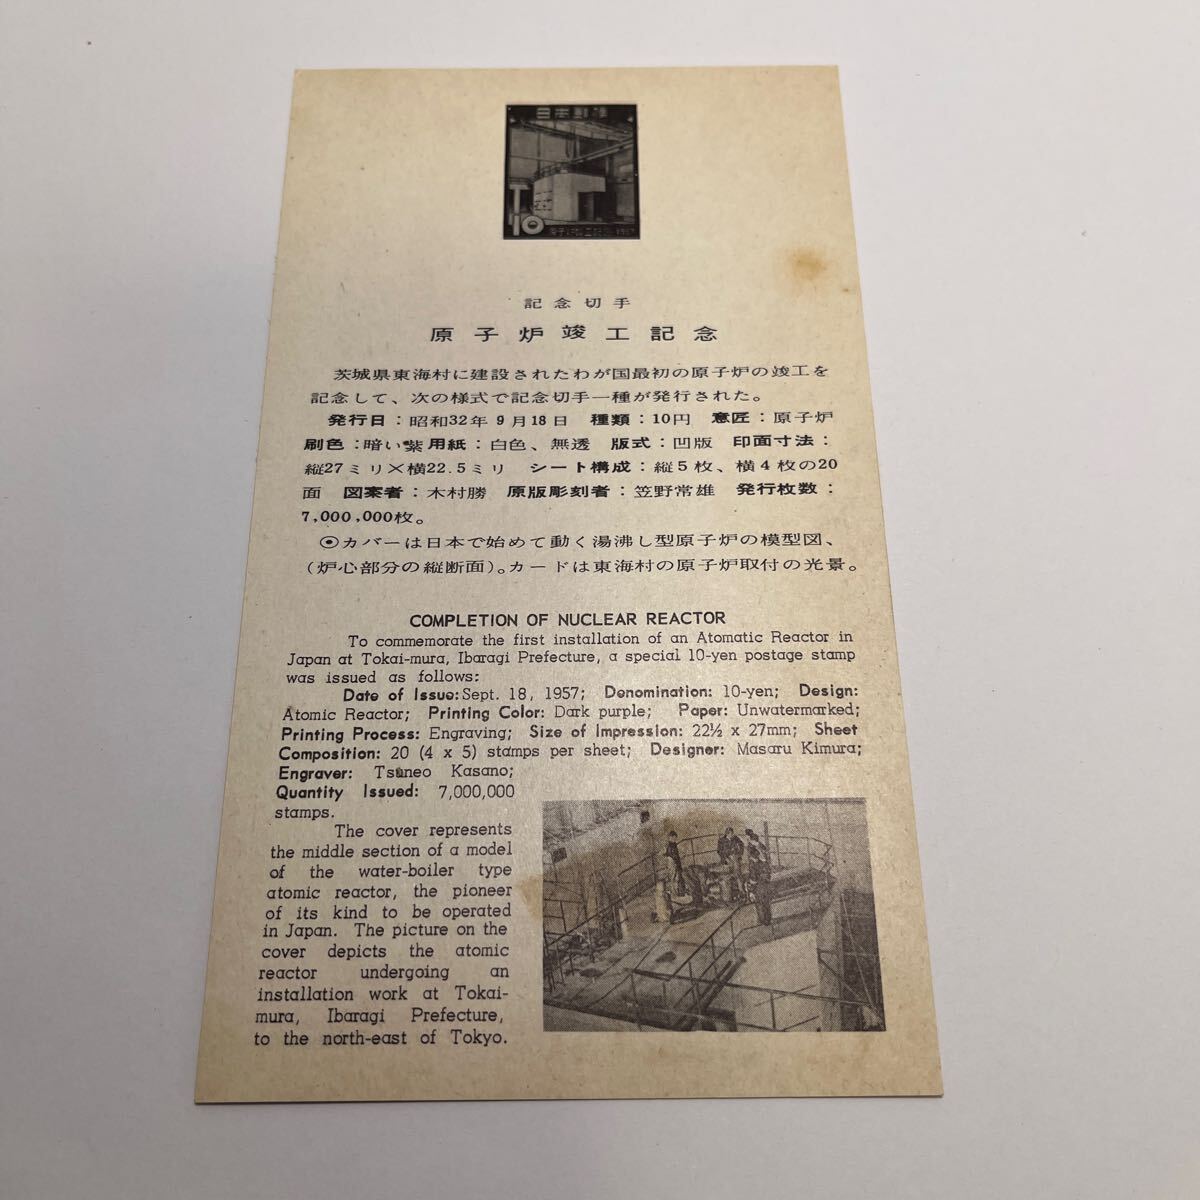 日本郵便
10
原子炉竣工記念 1957
記念切手
原子炉竣工記念
茨城県東海村に建設されたわが国最初の原子炉の竣工を
記念して、次の様式で記念切手一種が発行された。
発行日：昭和32年9月18日 種類：10円 意匠：原子炉
刷色：暗い紫 用紙：白色、無透 版式：凹版 印面寸法：
縦27ミリ×横22.5ミリ シート構成：縦5枚、横4枚の20
面 図案者：木村勝 原版彫刻者：笠野常雄 発行枚数：
7,000,000枚。
⦿カバーは日本で始めて動く湯沸し型原子炉の模型図、
(炉心部分の縦断面)。カードは東海村の原子炉取付の光景。
COMPLETION OF NUCLEAR REACTOR
To commemorate the first installation of an Atomatic Reactor in
Japan at Tokai-mura, Ibaragi Prefecture, a special 10-yen postage stamp
was issued as follows:
Date of Issue: Sept. 18, 1957; Denomination: 10-yen; Design:
Atomic Reactor; Printing Color: Dark purple; Paper: Unwatermarked;
Printing Process: Engraving; Size of Impression: 22½ x 27mm; Sheet
Composition: 20 (4 x 5) stamps per sheet; Designer: Masaru Kimura;
Engraver: Tsuneo Kasano;
Quantity Issued: 7,000,000
stamps.
The cover represents
the middle section of a model
of the water-boiler type
atomic reactor, the pioneer
of its kind to be operated
in Japan. The picture on the
cover depicts the atomic
reactor undergoing an
installation work at Tokai-
mura, Ibaragi Prefecture,
to the north-east of Tokyo.